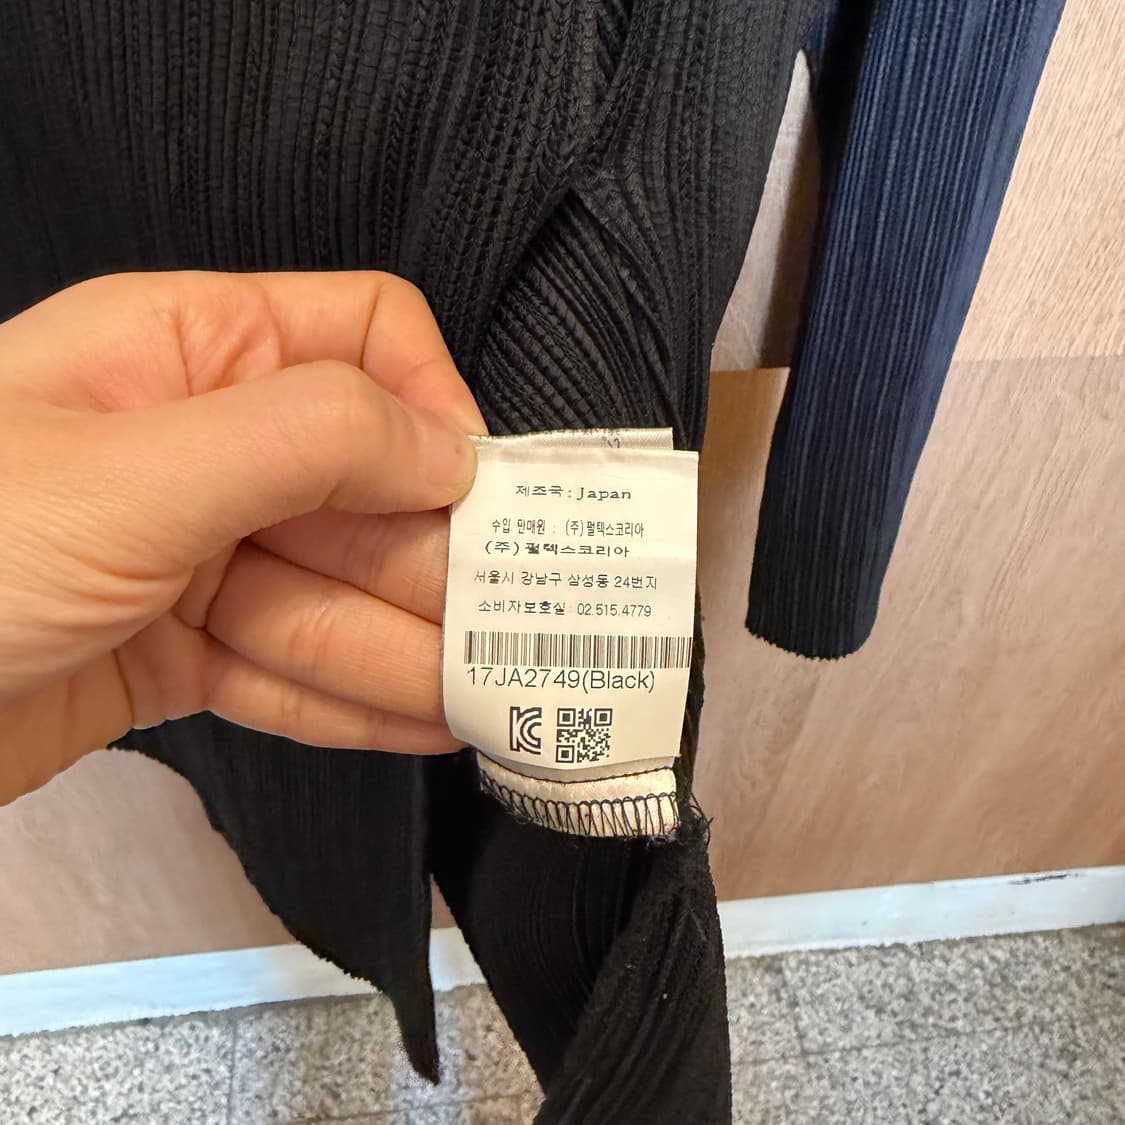 제조국 : Japan
수입 판매원 : (주)펄텍스코리아
(주)펄텍스코리아
서울시 강남구 삼성동 24번지
소비자보호실 02.515.4779
17JA2749(Black)